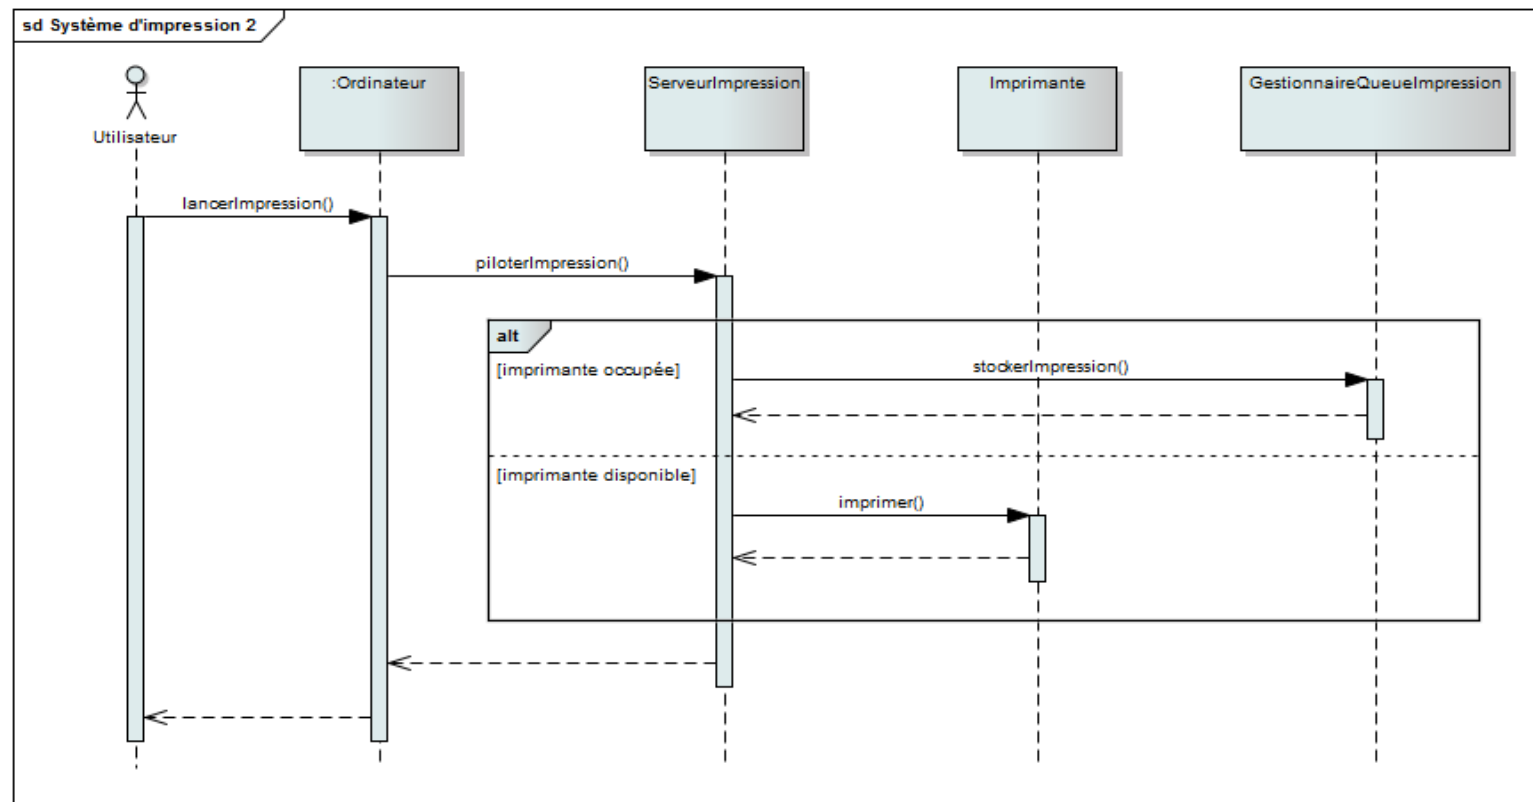 sd Système d'impression 2
Utilisateur
:Ordinateur
ServeurImpression
Imprimante
GestionnaireQueueImpression
lancerImpression()
piloterImpression()
alt
[imprimante occupée]
stockerImpression()
[imprimante disponible]
imprimer()